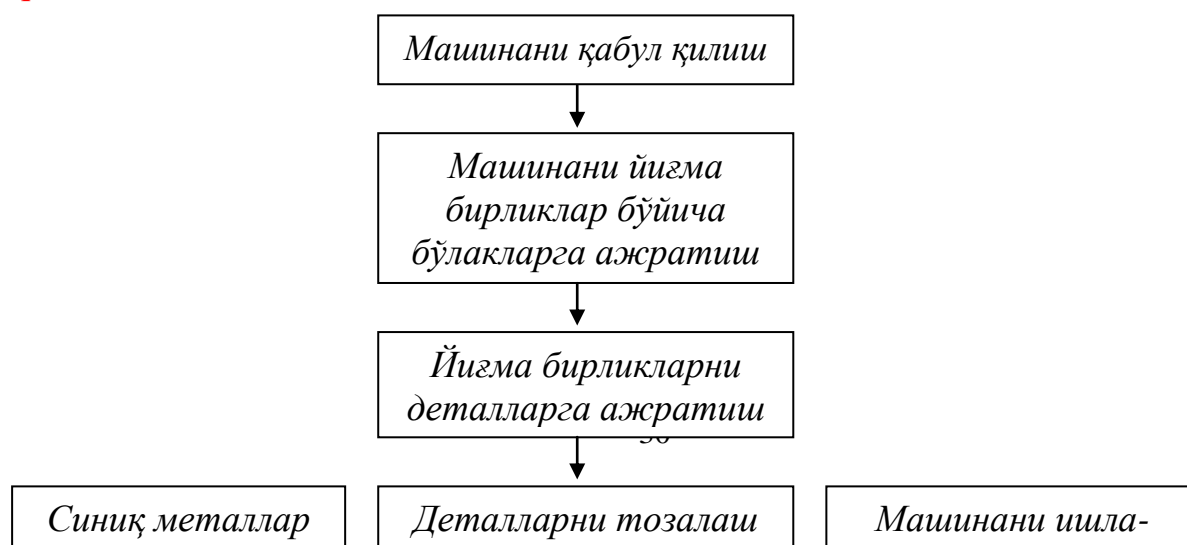 Машинани қабул қилиш
Машинани йиғма
бирликлар бўйича
бўлакларга ажратиш
Йиғма бирликларни
деталларга ажратиш
Синиқ металлар
Деталларни тозалаш
Машинани ишла-